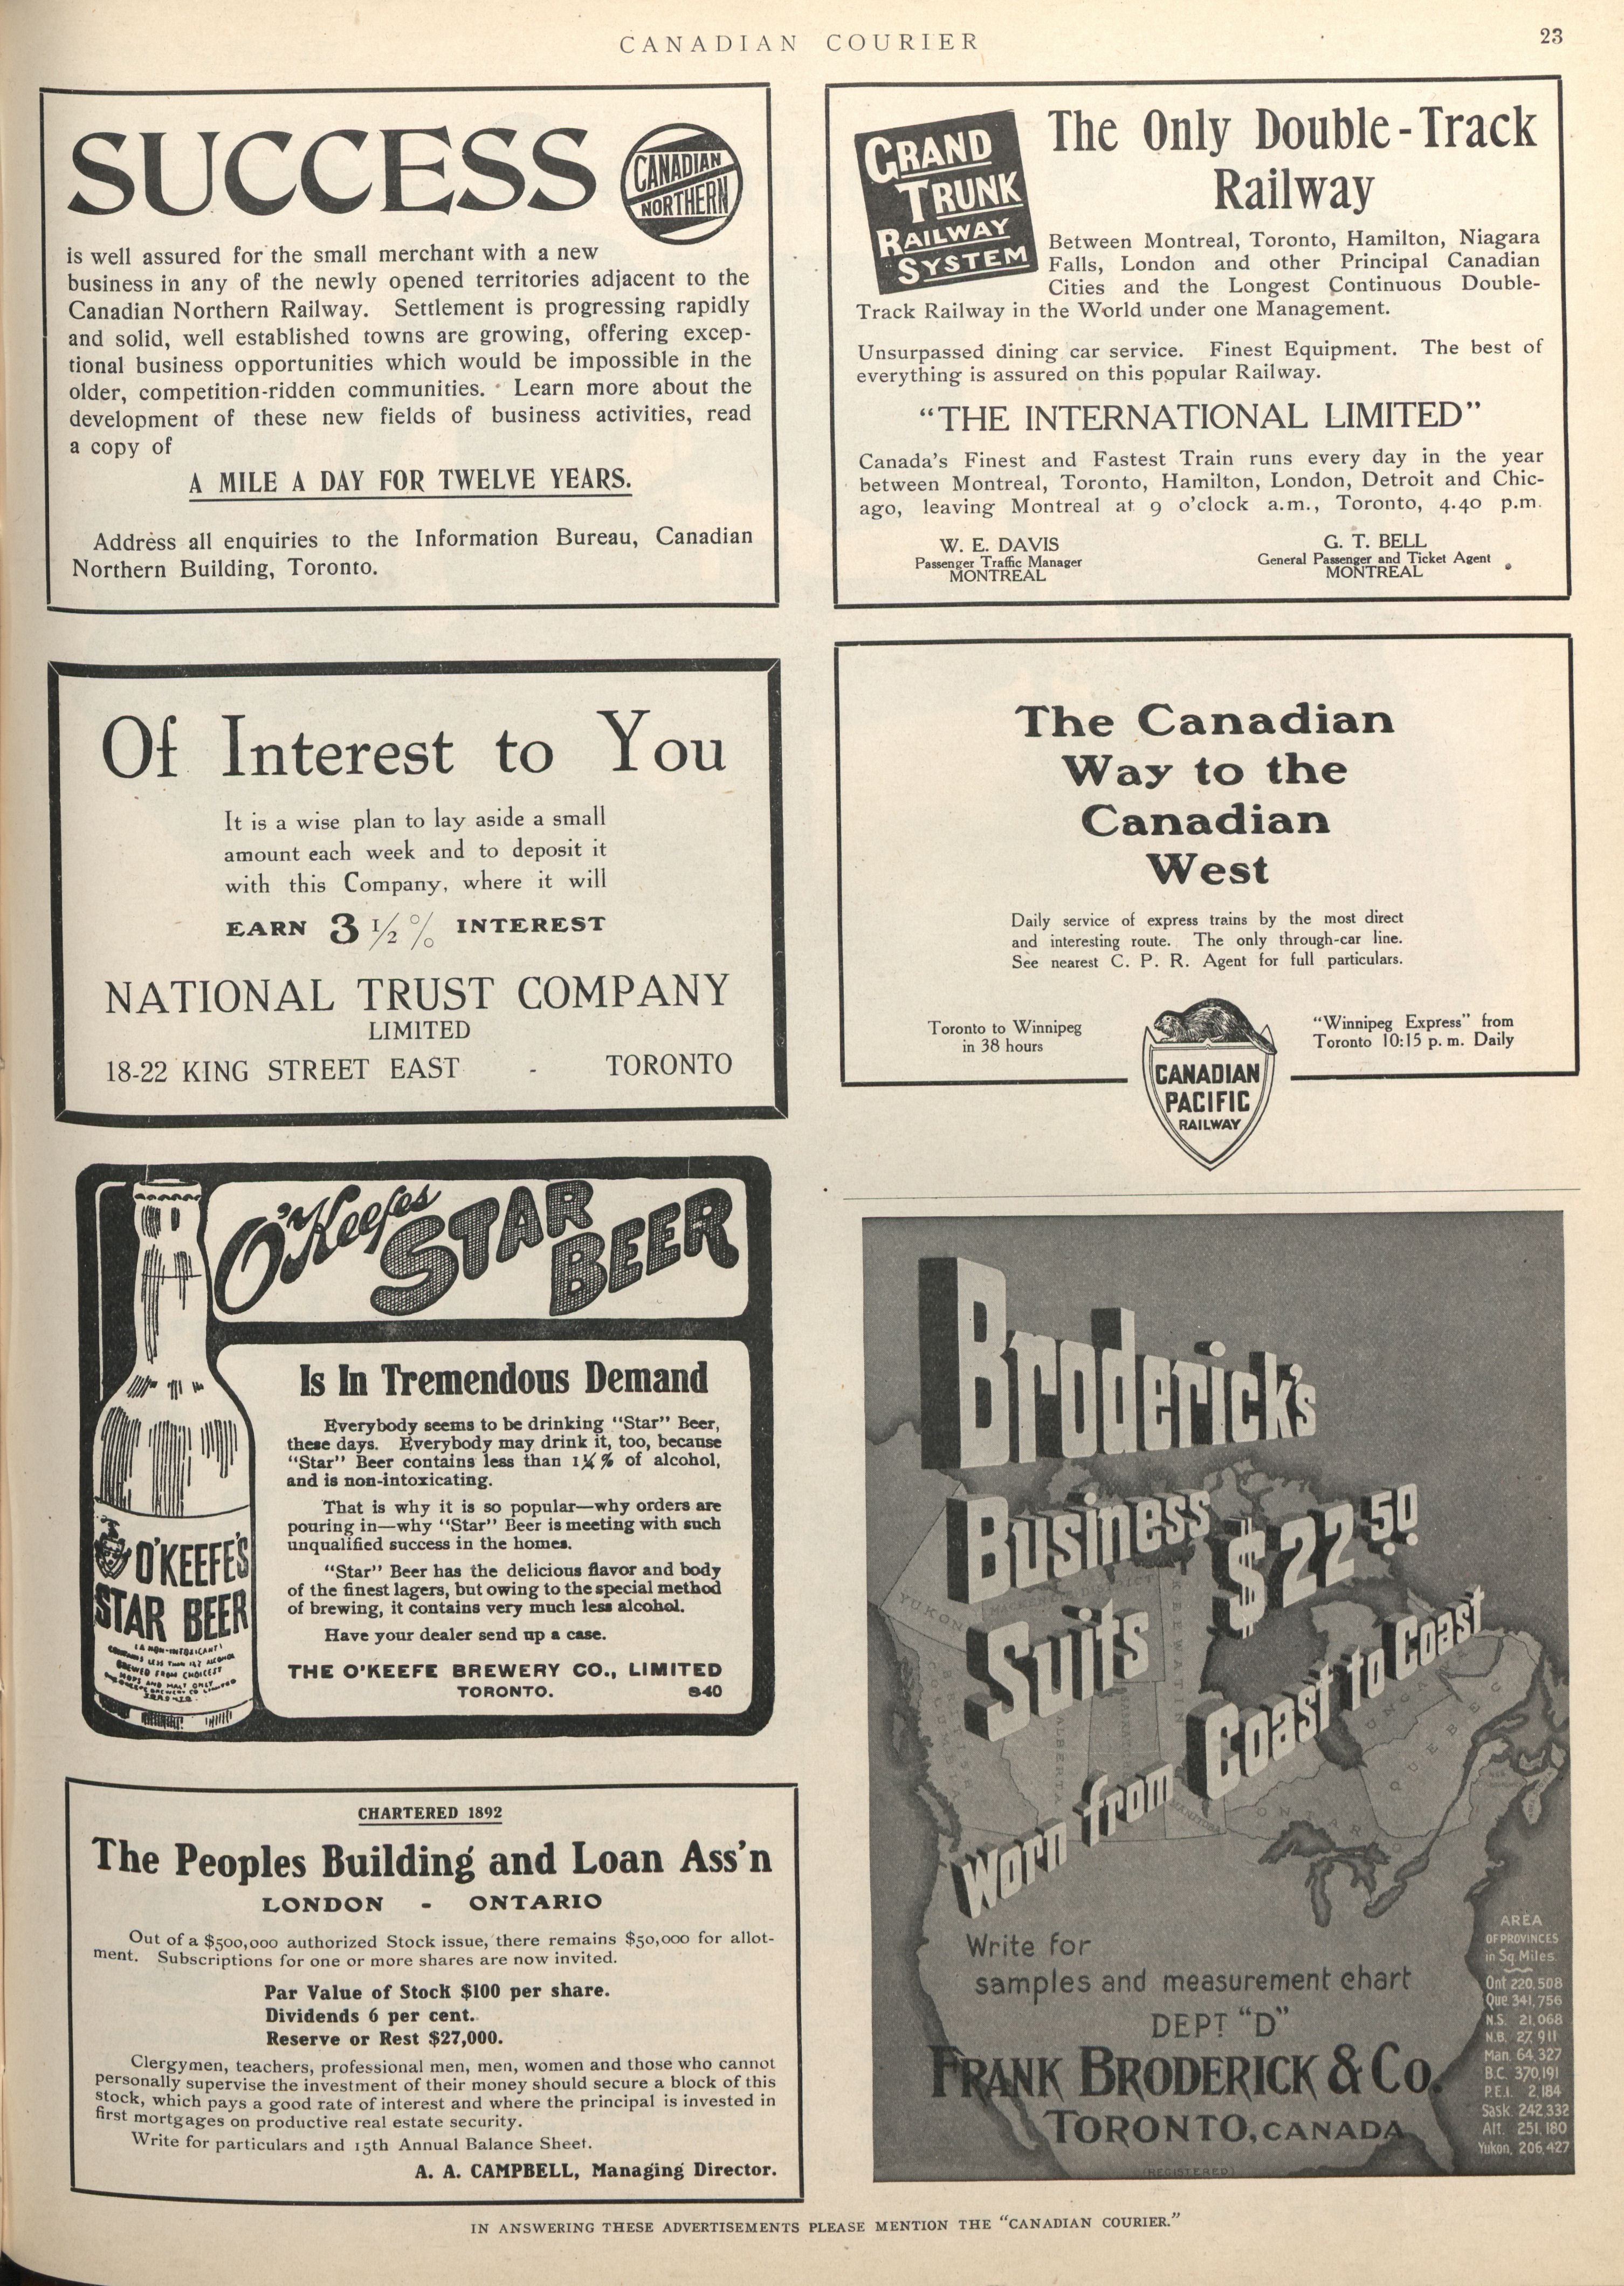 CANADIAN COURIER
23
SUCCESS
CANADIAN
NORTHERN
is well assured for the small merchant with a new
business in any of the newly opened territories adjacent to the
Canadian Northern Railway. Settlement is progressing rapidly
and solid, well established towns are growing, offering excep-
tional business opportunities which would be impossible in the
older, competition-ridden communities. Learn more about the
development of these new fields of business activities, read
a copy of
A MILE A DAY FOR TWELVE YEARS.
Address all enquiries to the Information Bureau, Canadian
Northern Building, Toronto.
GRAND
TRUNK
RAILWAY
SYSTEM
The Only Double-Track
Railway
Between Montreal, Toronto, Hamilton, Niagara
Falls, London and other Principal Canadian
Cities and the Longest Continuous Double-
Track Railway in the World under one Management.
Unsurpassed dining car service. Finest Equipment. The best of
everything is assured on this popular Railway.
"THE INTERNATIONAL LIMITED"
Canada's Finest and Fastest Train runs every day in the year
between Montreal, Toronto, Hamilton, London, Detroit and Chic-
ago, leaving Montreal at 9 o'clock a.m., Toronto, 4.40 p.m.
W. E. DAVIS
Passenger Traffic Manager
MONTREAL
G. T. BELL
General Passenger and Ticket Agent
MONTREAL
Of Interest to You
It is a wise plan to lay aside a small
amount each week and to deposit it
with this Company, where it will
EARN 3 1/2 % INTEREST
NATIONAL TRUST COMPANY
LIMITED
18-22 KING STREET EAST - TORONTO
The Canadian
Way to the
Canadian
West
Daily service of express trains by the most direct
and interesting route. The only through-car line.
See nearest C. P. R. Agent for full particulars.
Toronto to Winnipeg
in 38 hours
"Winnipeg Express" from
Toronto 10:15 p. m. Daily
CANADIAN
PACIFIC
RAILWAY
O'Keefes
STAR
BEER
Is In Tremendous Demand
Everybody seems to be drinking "Star" Beer,
these days. Everybody may drink it, too, because
"Star" Beer contains less than 1¼% of alcohol,
and is non-intoxicating.
That is why it is so popular—why orders are
pouring in—why "Star" Beer is meeting with such
unqualified success in the homes.
"Star" Beer has the delicious flavor and body
of the finest lagers, but owing to the special method
of brewing, it contains very much less alcohol.
Have your dealer send up a case.
THE O'KEEFE BREWERY CO., LIMITED
TORONTO. 840
O'KEEFE'S
STAR BEER
BREWED FROM CHOICEST
HOPS AND MALT ONLY
CHARTERED 1892
The Peoples Building and Loan Ass'n
LONDON - ONTARIO
Out of a $500,000 authorized Stock issue, there remains $50,000 for allot-
ment. Subscriptions for one or more shares are now invited.
Par Value of Stock $100 per share.
Dividends 6 per cent.
Reserve or Rest $27,000.
Clergymen, teachers, professional men, men, women and those who cannot
personally supervise the investment of their money should secure a block of this
stock, which pays a good rate of interest and where the principal is invested in
first mortgages on productive real estate security.
Write for particulars and 15th Annual Balance Sheet.
A. A. CAMPBELL, Managing Director.
Broderick's
Business
Suits
$22.50
Worn from Coast to Coast
YUKON
KEEWATIN
BRITISH
COLUMBIA
ALBERTA
MANITOBA
ONTARIO
UNGAVA
QUEBEC
Write for
samples and measurement chart
DEPT "D"
FRANK BRODERICK & Co.
TORONTO, CANADA
(REGISTERED)
AREA
OF PROVINCES
in Sq. Miles
Ont 220,508
Que. 341,756
N.S. 21,068
N.B. 27,911
Man. 64,327
B.C. 370,191
P.E.I. 2,184
Sask. 242,332
Alt. 251,180
Yukon, 206,427
IN ANSWERING THESE ADVERTISEMENTS PLEASE MENTION THE "CANADIAN COURIER."